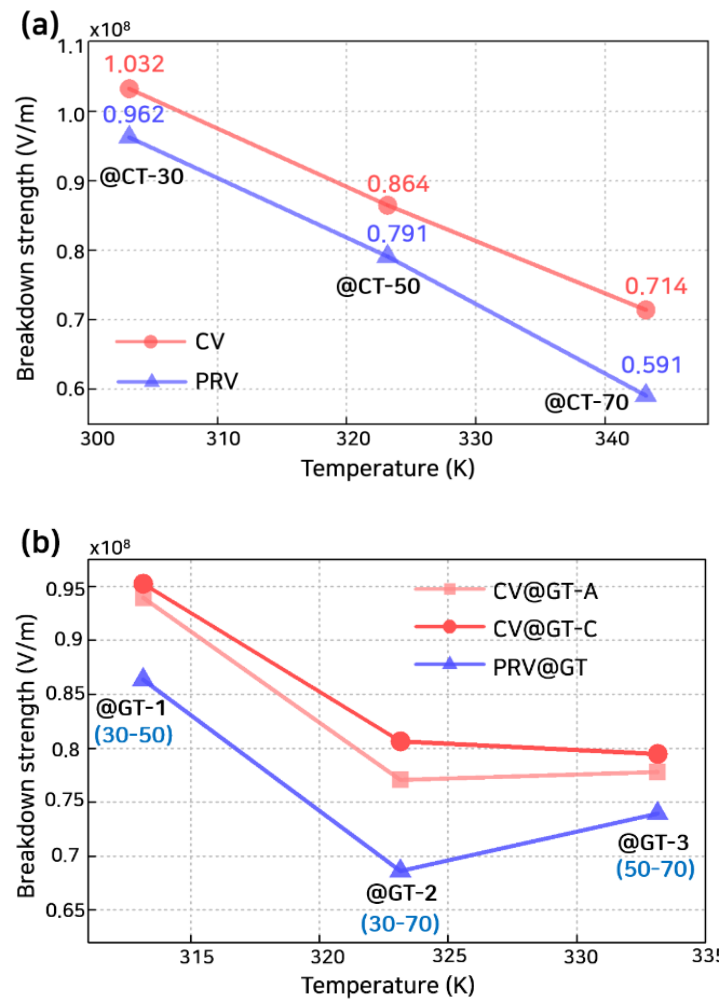 (a)
x10⁸
1.1
1.0
0.9
0.8
0.7
0.6
Breakdown strength (V/m)
1.032
0.962
@CT-30
0.864
0.791
@CT-50
0.714
0.591
@CT-70
CV
PRV
300
310
320
330
340
Temperature (K)
(b)
x10⁸
0.95
0.9
0.85
0.8
0.75
0.7
0.65
Breakdown strength (V/m)
CV@GT-A
CV@GT-C
PRV@GT
@GT-1
(30-50)
@GT-2
(30-70)
@GT-3
(50-70)
315
320
325
330
335
Temperature (K)